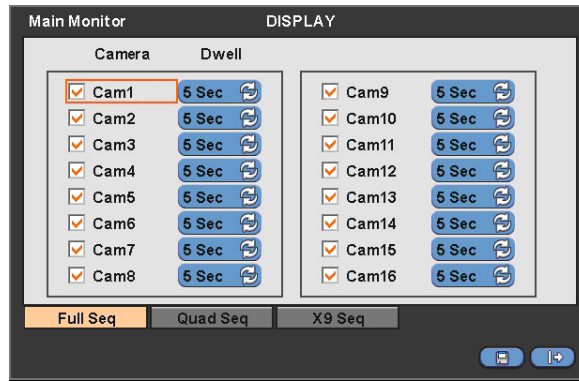 Main Monitor DISPLAY
Camera Dwell
Cam1 5 Sec
Cam2 5 Sec
Cam3 5 Sec
Cam4 5 Sec
Cam5 5 Sec
Cam6 5 Sec
Cam7 5 Sec
Cam8 5 Sec
Cam9 5 Sec
Cam10 5 Sec
Cam11 5 Sec
Cam12 5 Sec
Cam13 5 Sec
Cam14 5 Sec
Cam15 5 Sec
Cam16 5 Sec
Full Seq Quad Seq X9 Seq